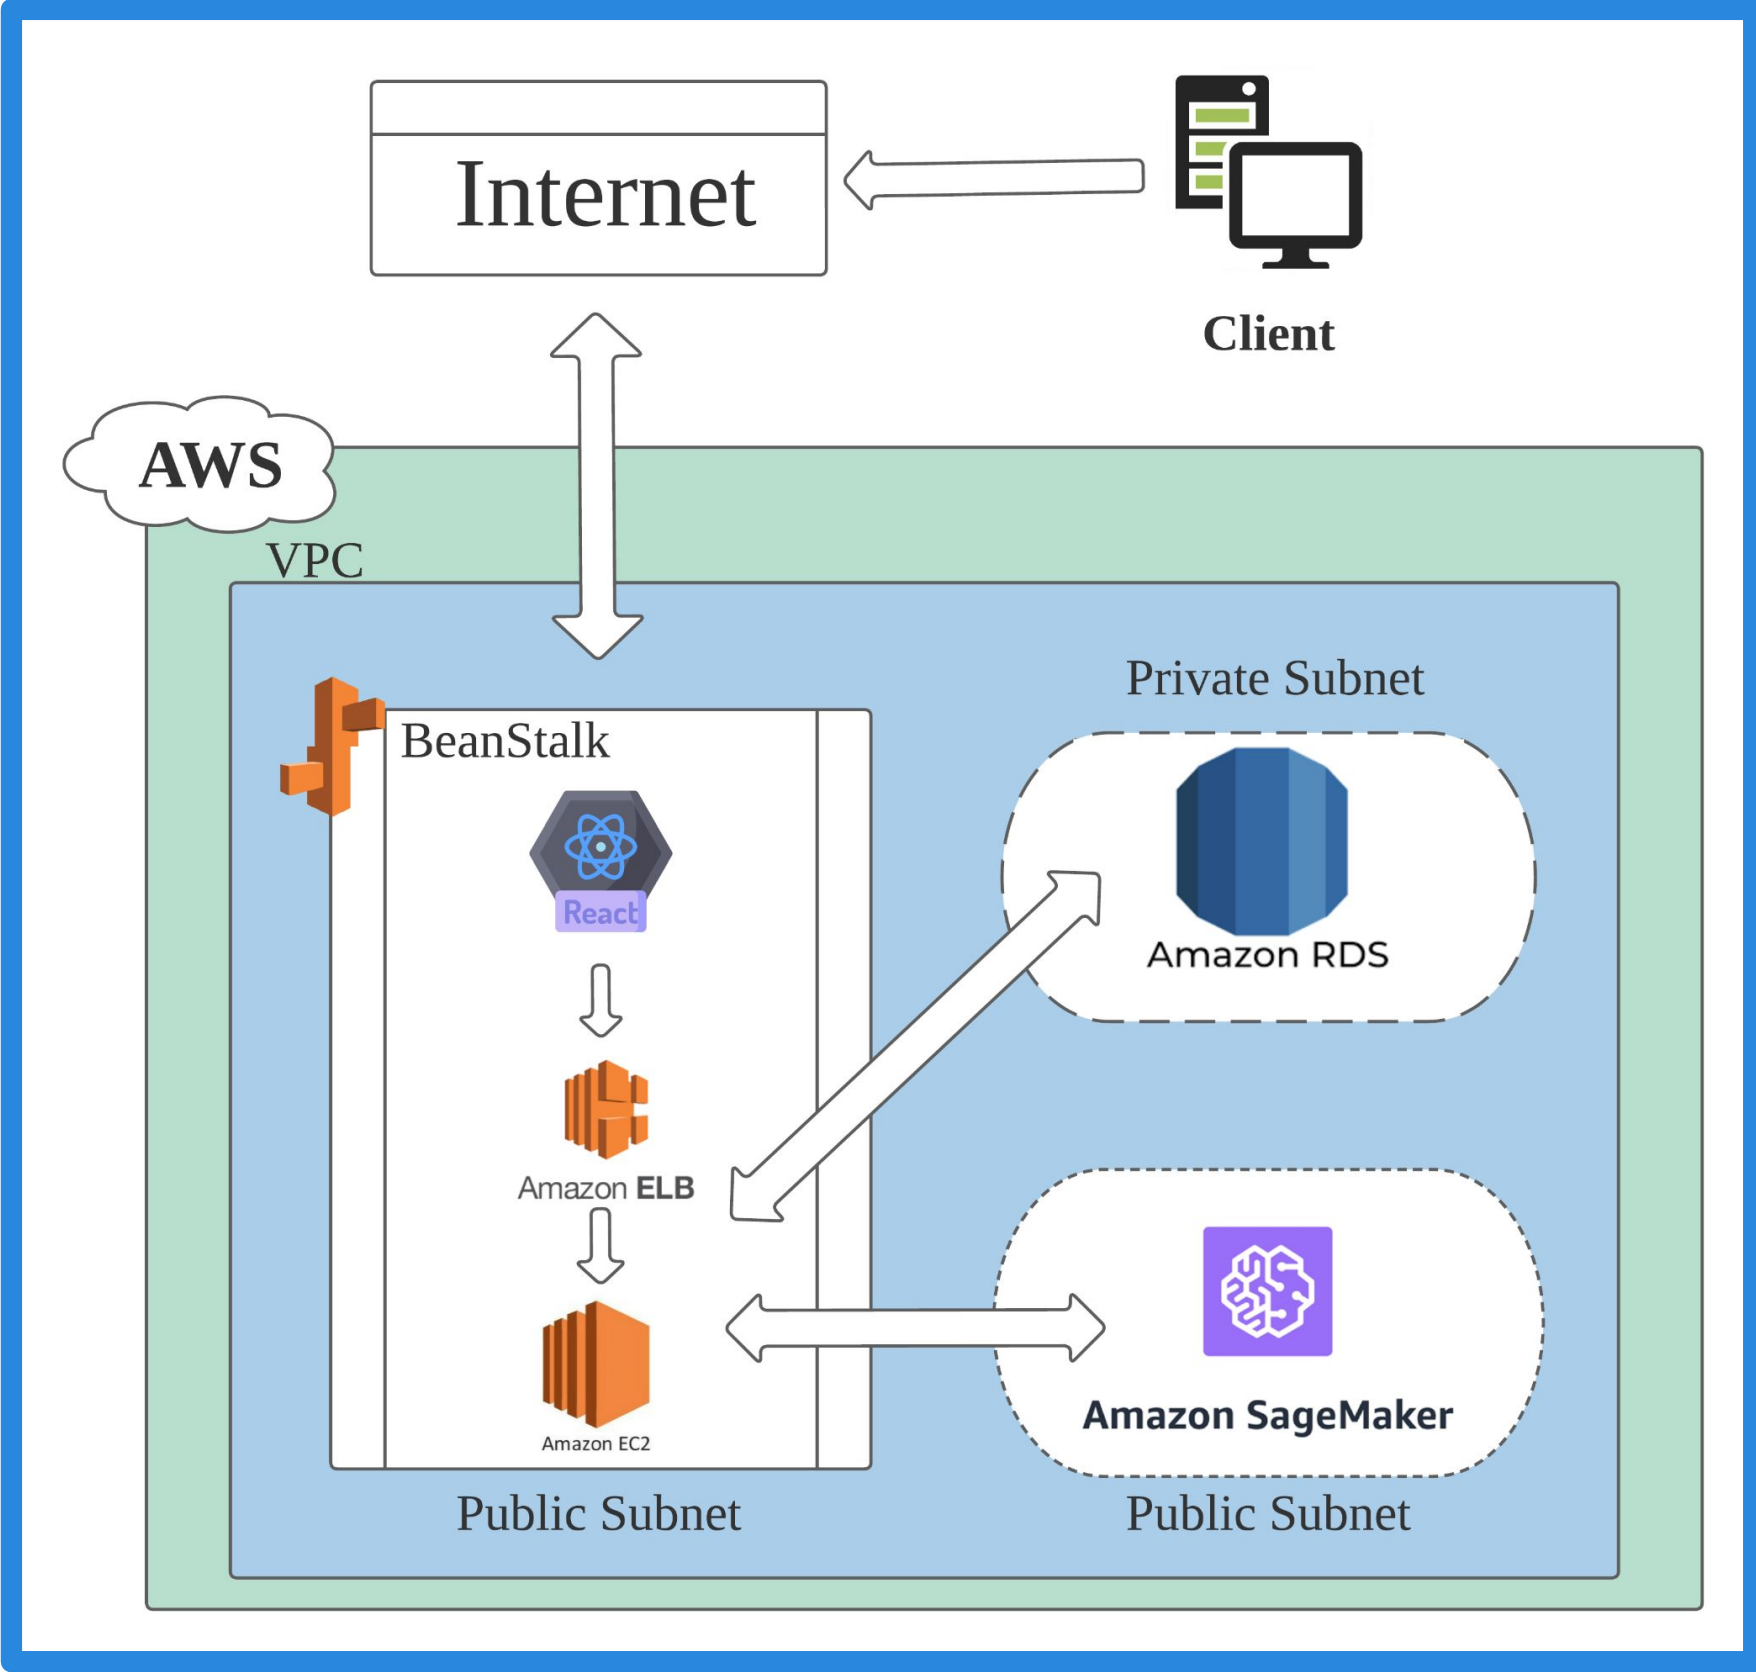 Internet
Client
AWS
VPC
Private Subnet
BeanStalk
React
Amazon RDS
Amazon ELB
Amazon EC2
Amazon SageMaker
Public Subnet
Public Subnet